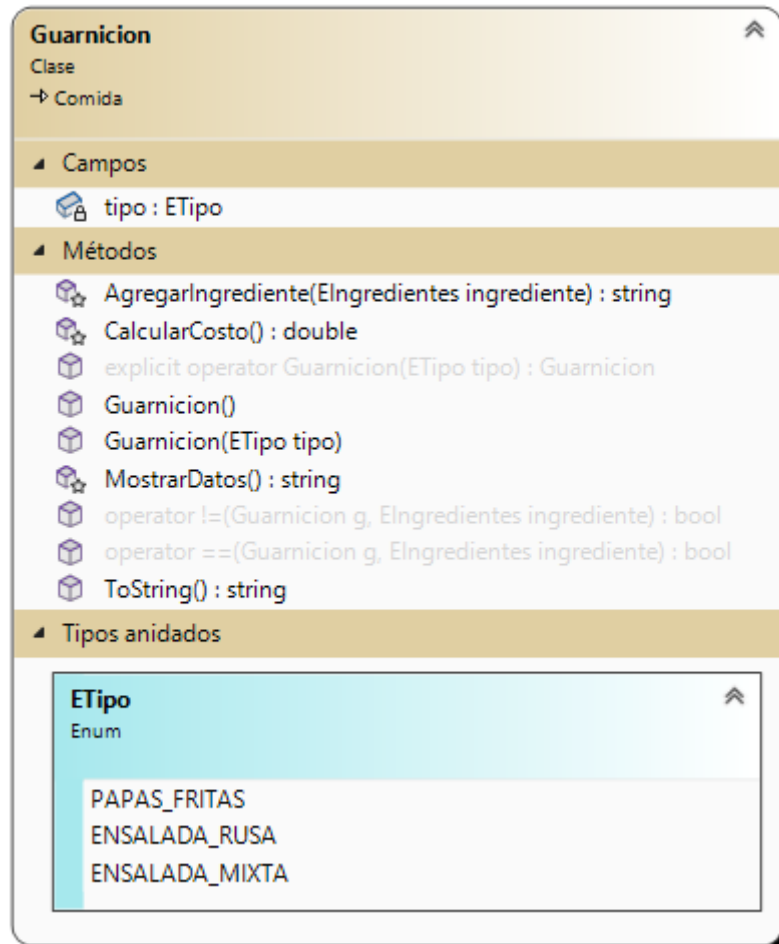 Guarnicion
Clase
Comida
Campos
tipo : ETipo
Métodos
AgregarIngrediente(EIngredientes ingrediente) : string
CalcularCosto() : double
explicit operator Guarnicion(ETipo tipo) : Guarnicion
Guarnicion()
Guarnicion(ETipo tipo)
MostrarDatos() : string
operator !=(Guarnicion g, EIngredientes ingrediente) : bool
operator ==(Guarnicion g, EIngredientes ingrediente) : bool
ToString() : string
Tipos anidados
ETipo
Enum
PAPAS_FRITAS
ENSALADA_RUSA
ENSALADA_MIXTA